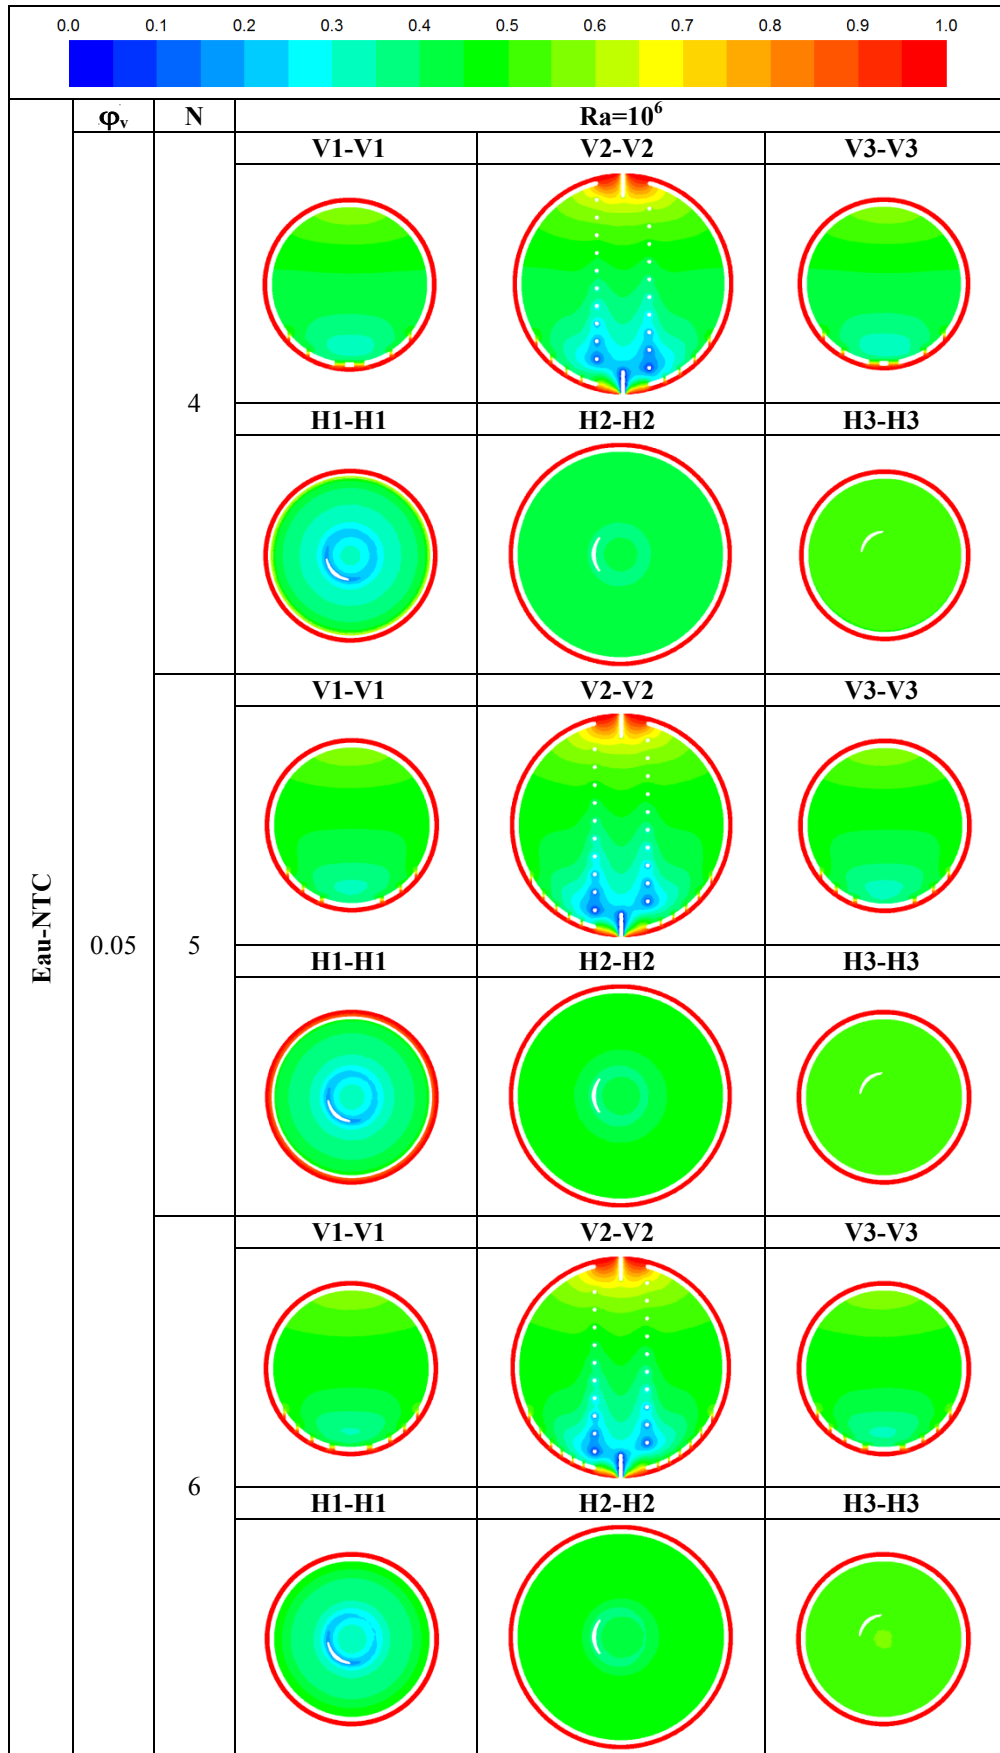 0.0 0.1 0.2 0.3 0.4 0.5 0.6 0.7 0.8 0.9 1.0
φv N Ra=10⁶
V1-V1 V2-V2 V3-V3
4
H1-H1 H2-H2 H3-H3
V1-V1 V2-V2 V3-V3
Eau-NTC 0.05 5
H1-H1 H2-H2 H3-H3
V1-V1 V2-V2 V3-V3
6
H1-H1 H2-H2 H3-H3